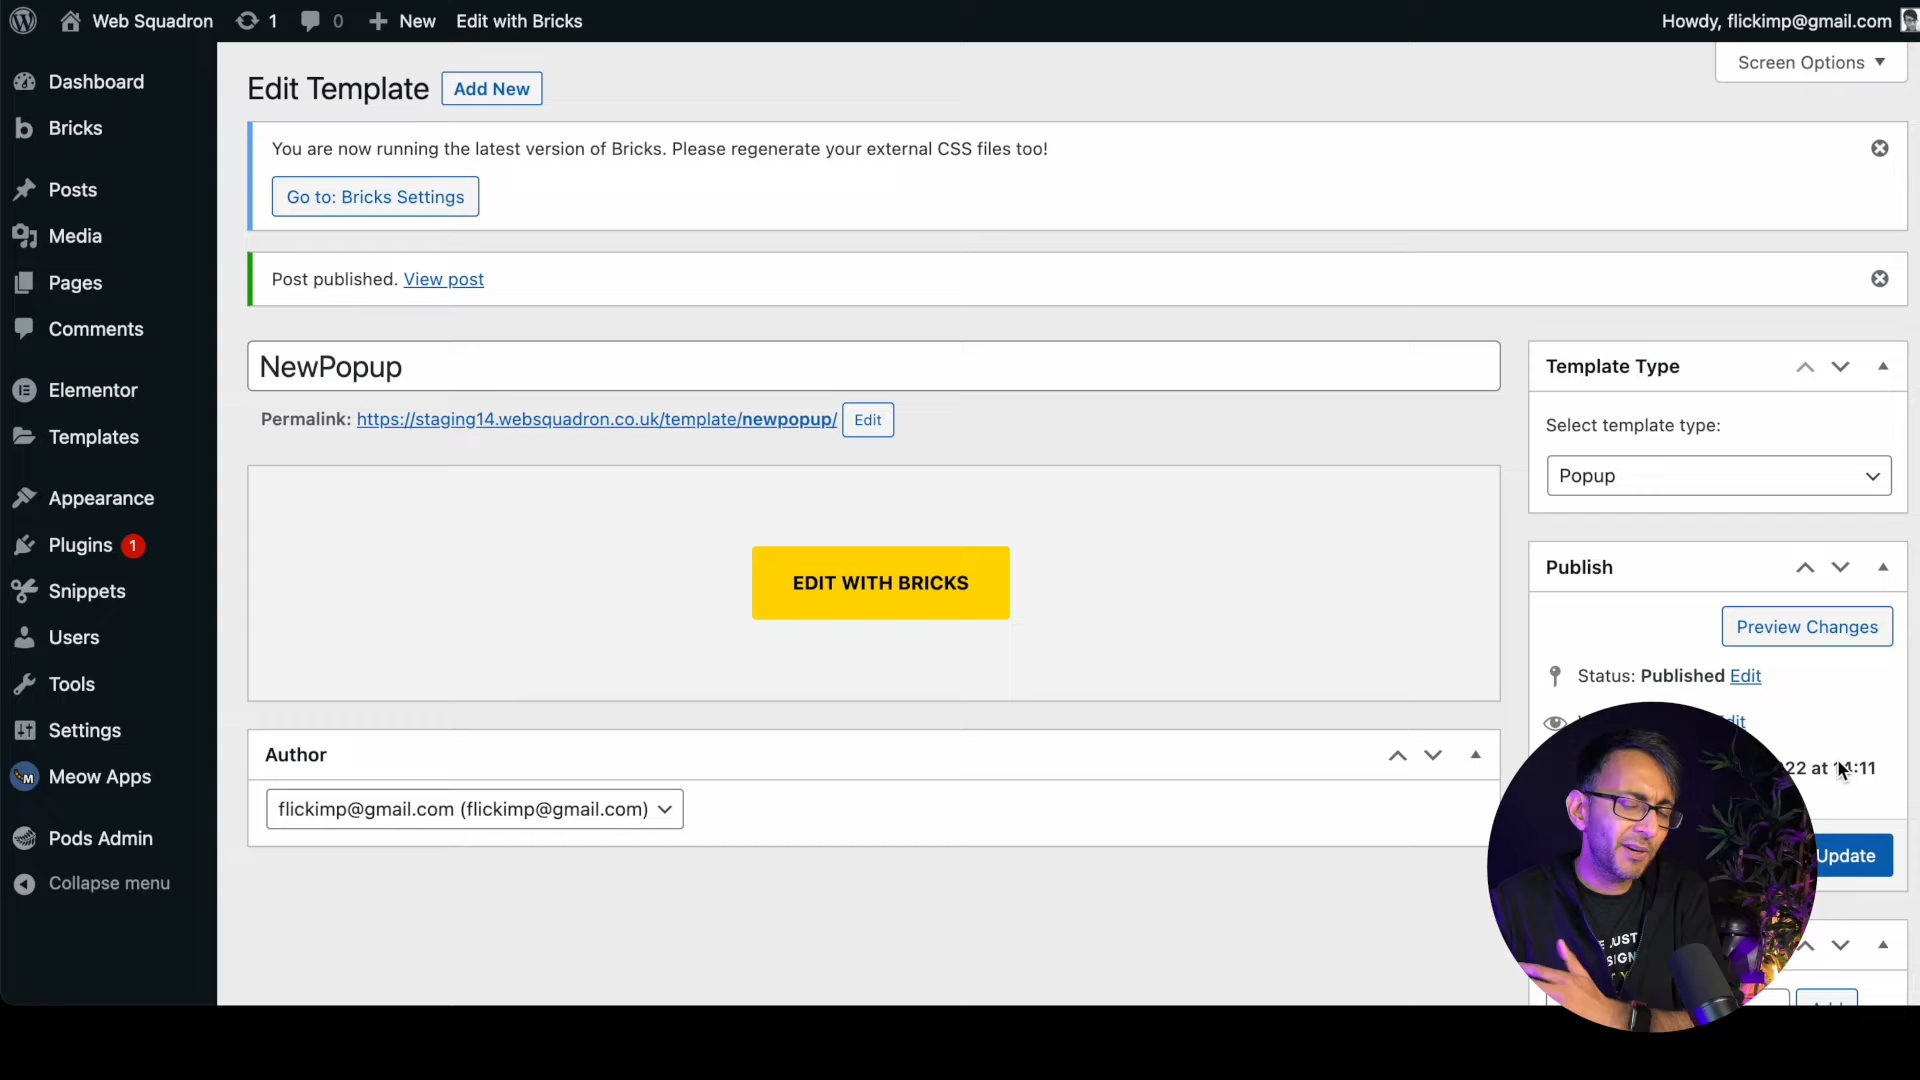 Web Squadron
1
0
New
Edit with Bricks
Howdy, flickimp@gmail.com
Screen Options
Dashboard
Bricks
Posts
Media
Pages
Comments
Elementor
Templates
Appearance
Plugins 1
Snippets
Users
Tools
Settings
Meow Apps
Pods Admin
Collapse menu
Edit Template
Add New
You are now running the latest version of Bricks. Please regenerate your external CSS files too!
Go to: Bricks Settings
Post published. View post
NewPopup
Permalink: https://staging14.websquadron.co.uk/template/newpopup/ Edit
EDIT WITH BRICKS
Author
flickimp@gmail.com (flickimp@gmail.com)
Template Type
Select template type:
Popup
Publish
Preview Changes
Status: Published Edit
22 at 14:11
Update